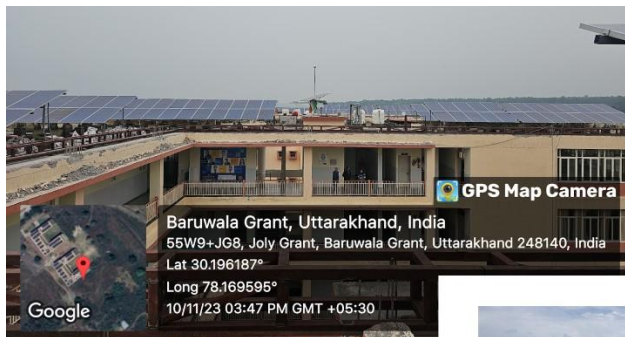 GPS Map Camera
Baruwala Grant, Uttarakhand, India
55W9+JG8, Joly Grant, Baruwala Grant, Uttarakhand 248140, India
Lat 30.196187°
Long 78.169595°
10/11/23 03:47 PM GMT +05:30
Google